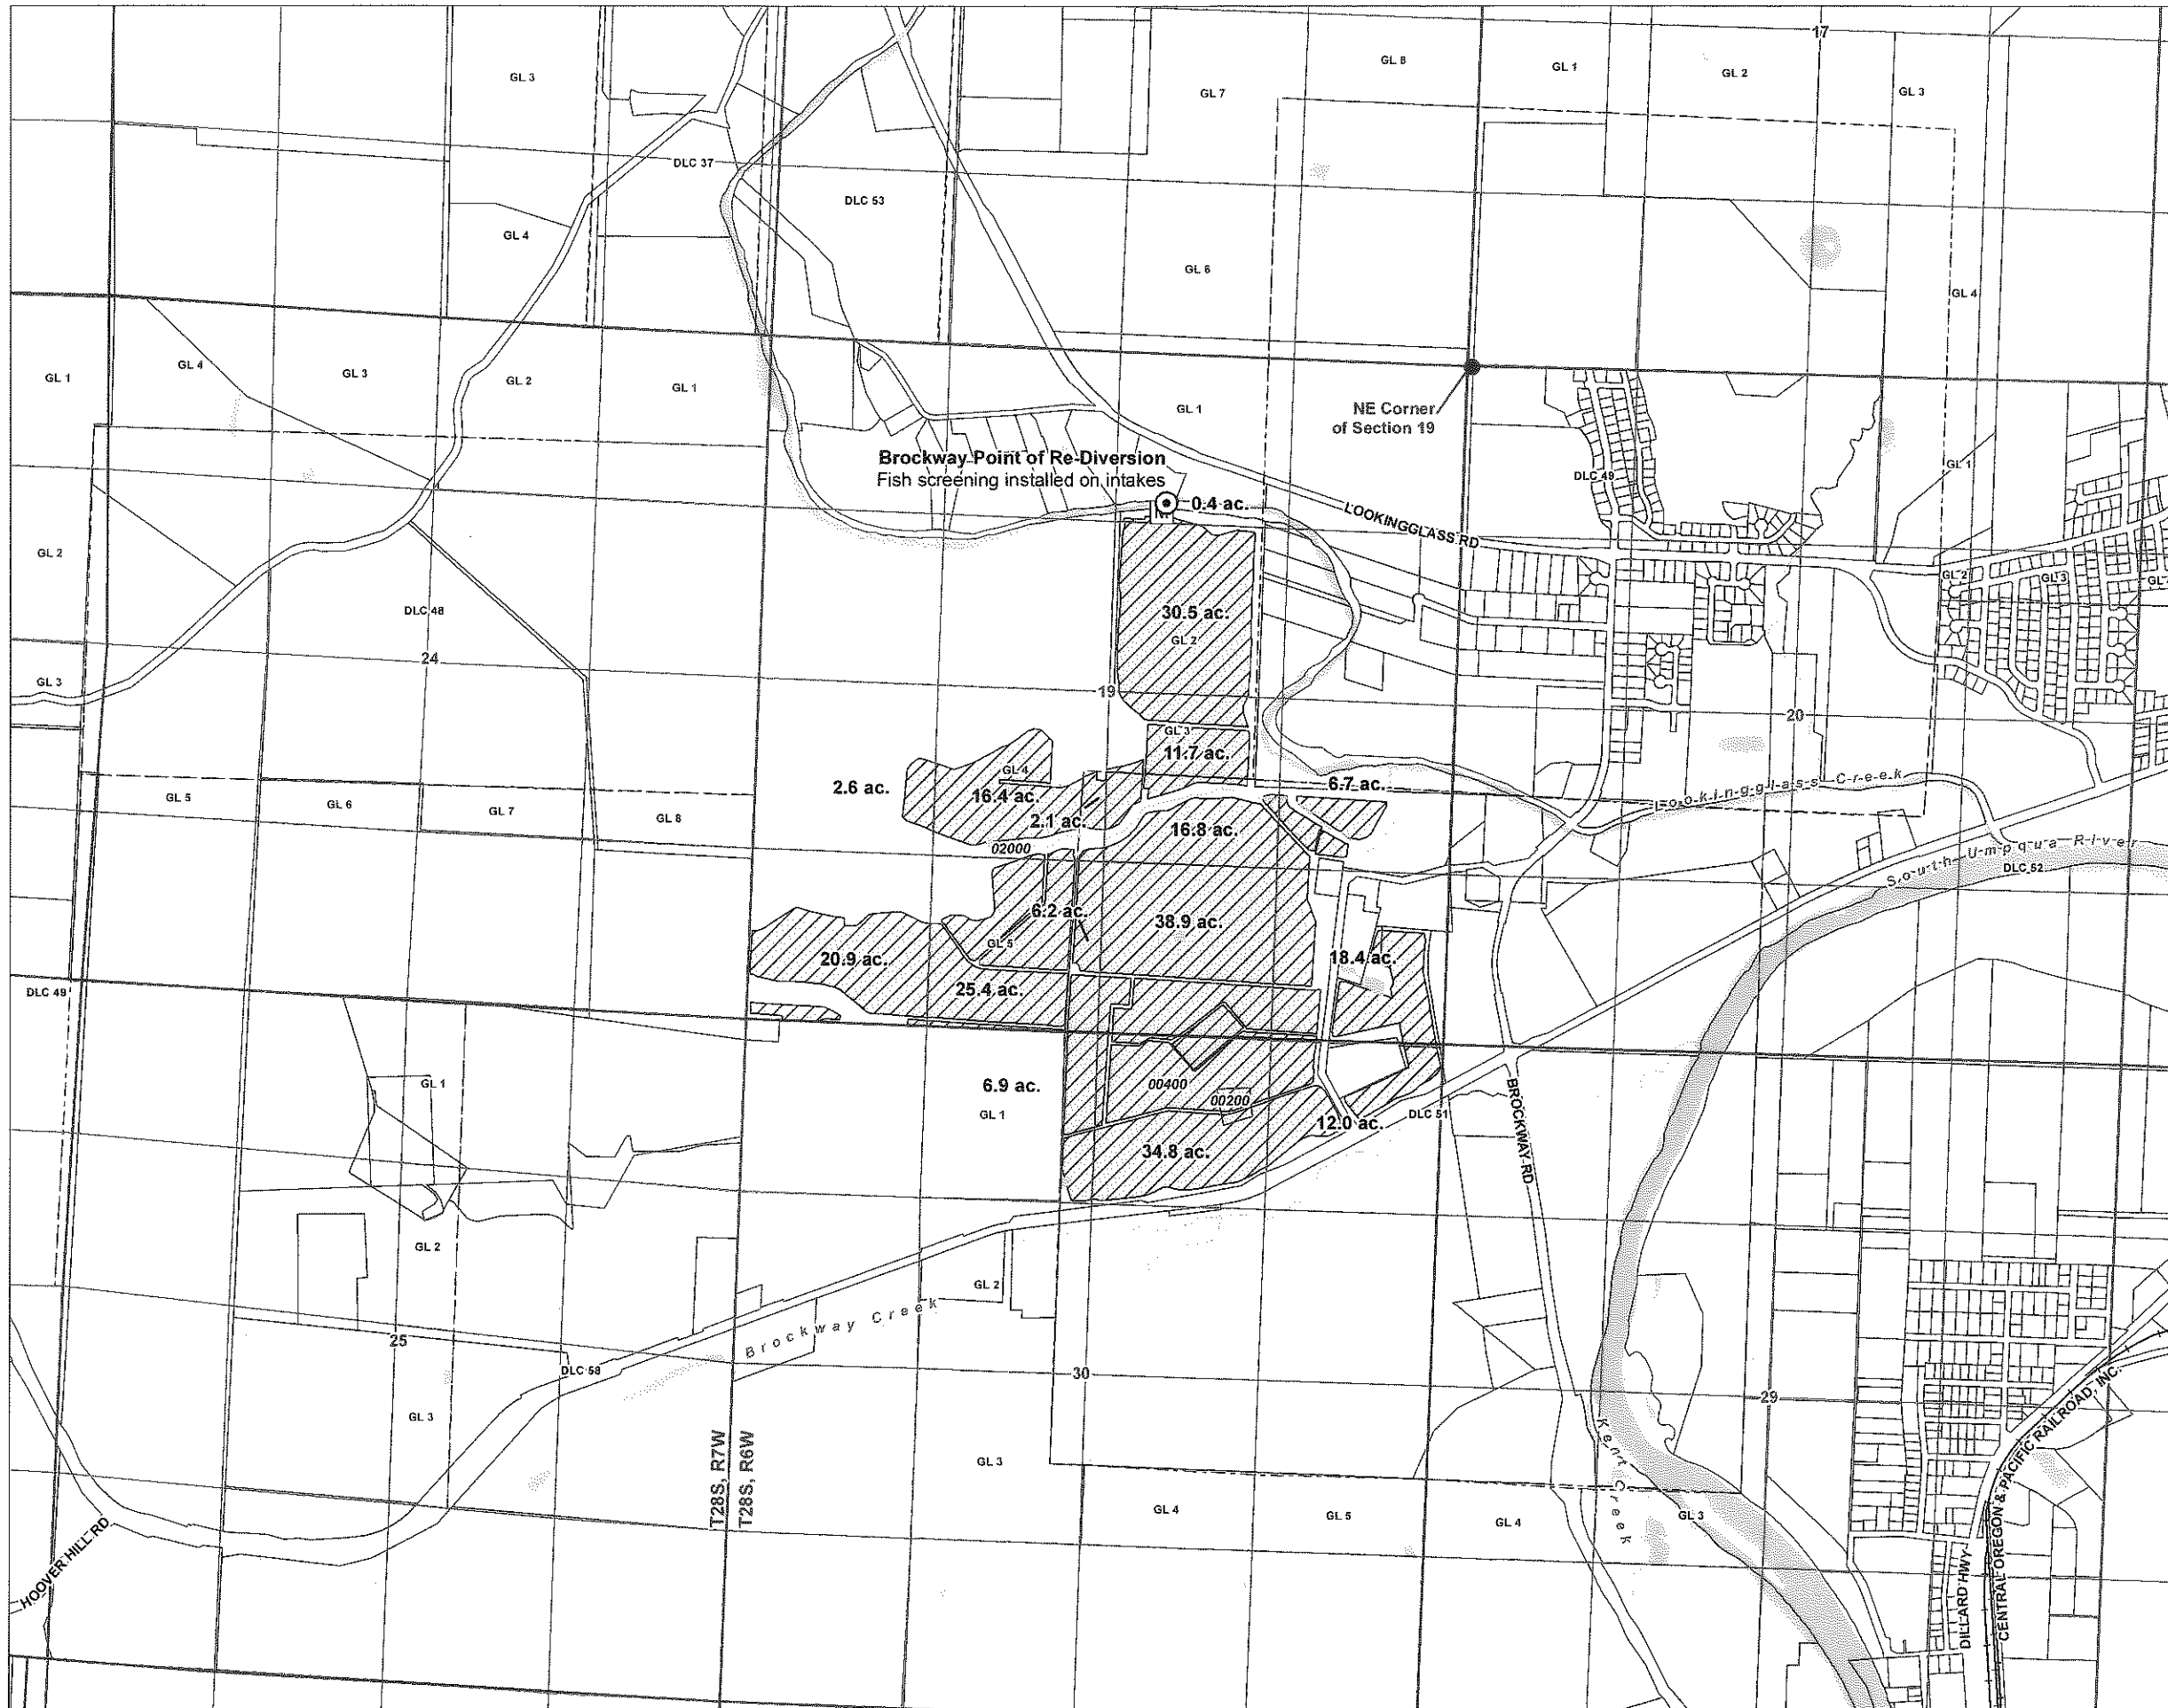 17
GL 8
GL 1
GL 2
GL 3
GL 7
GL 3
DLC 37
DLC 53
GL 4
GL 6
GL 4
GL 1
GL 4
GL 3
GL 2
GL 1
GL 1
NE Corner
of Section 19
GL 1
DLC 49
Brockway Point of Re-Diversion
Fish screening installed on intakes
0.4 ac.
LOOKINGGLASS RD
GL 2
GL 2
GL 3
DLC 48
30.5 ac.
GL 2
24
GL 3
19
20
GL 3
11.7 ac.
GL 4
16.4 ac.
2.6 ac.
6.7 ac.
Lookingglass Creek
GL 5
GL 6
GL 7
GL 8
2.1 ac.
16.8 ac.
02000
South Umpqua River
DLC 52
6.2 ac.
38.9 ac.
GL 5
20.9 ac.
18.4 ac.
25.4 ac.
DLC 49
6.9 ac.
GL 1
GL 1
00400
00200
12.0 ac.
DLC 51
BROCKWAY RD
34.8 ac.
GL 2
GL 2
Brockway Creek
25
DLC 58
30
29
GL 3
T28S, R7W
T28S, R6W
GL 3
Kent Creek
GL 4
GL 5
GL 4
GL 3
HOOVER HILL RD
DILLARD HWY
CENTRAL OREGON & PACIFIC RAILROAD, INC.